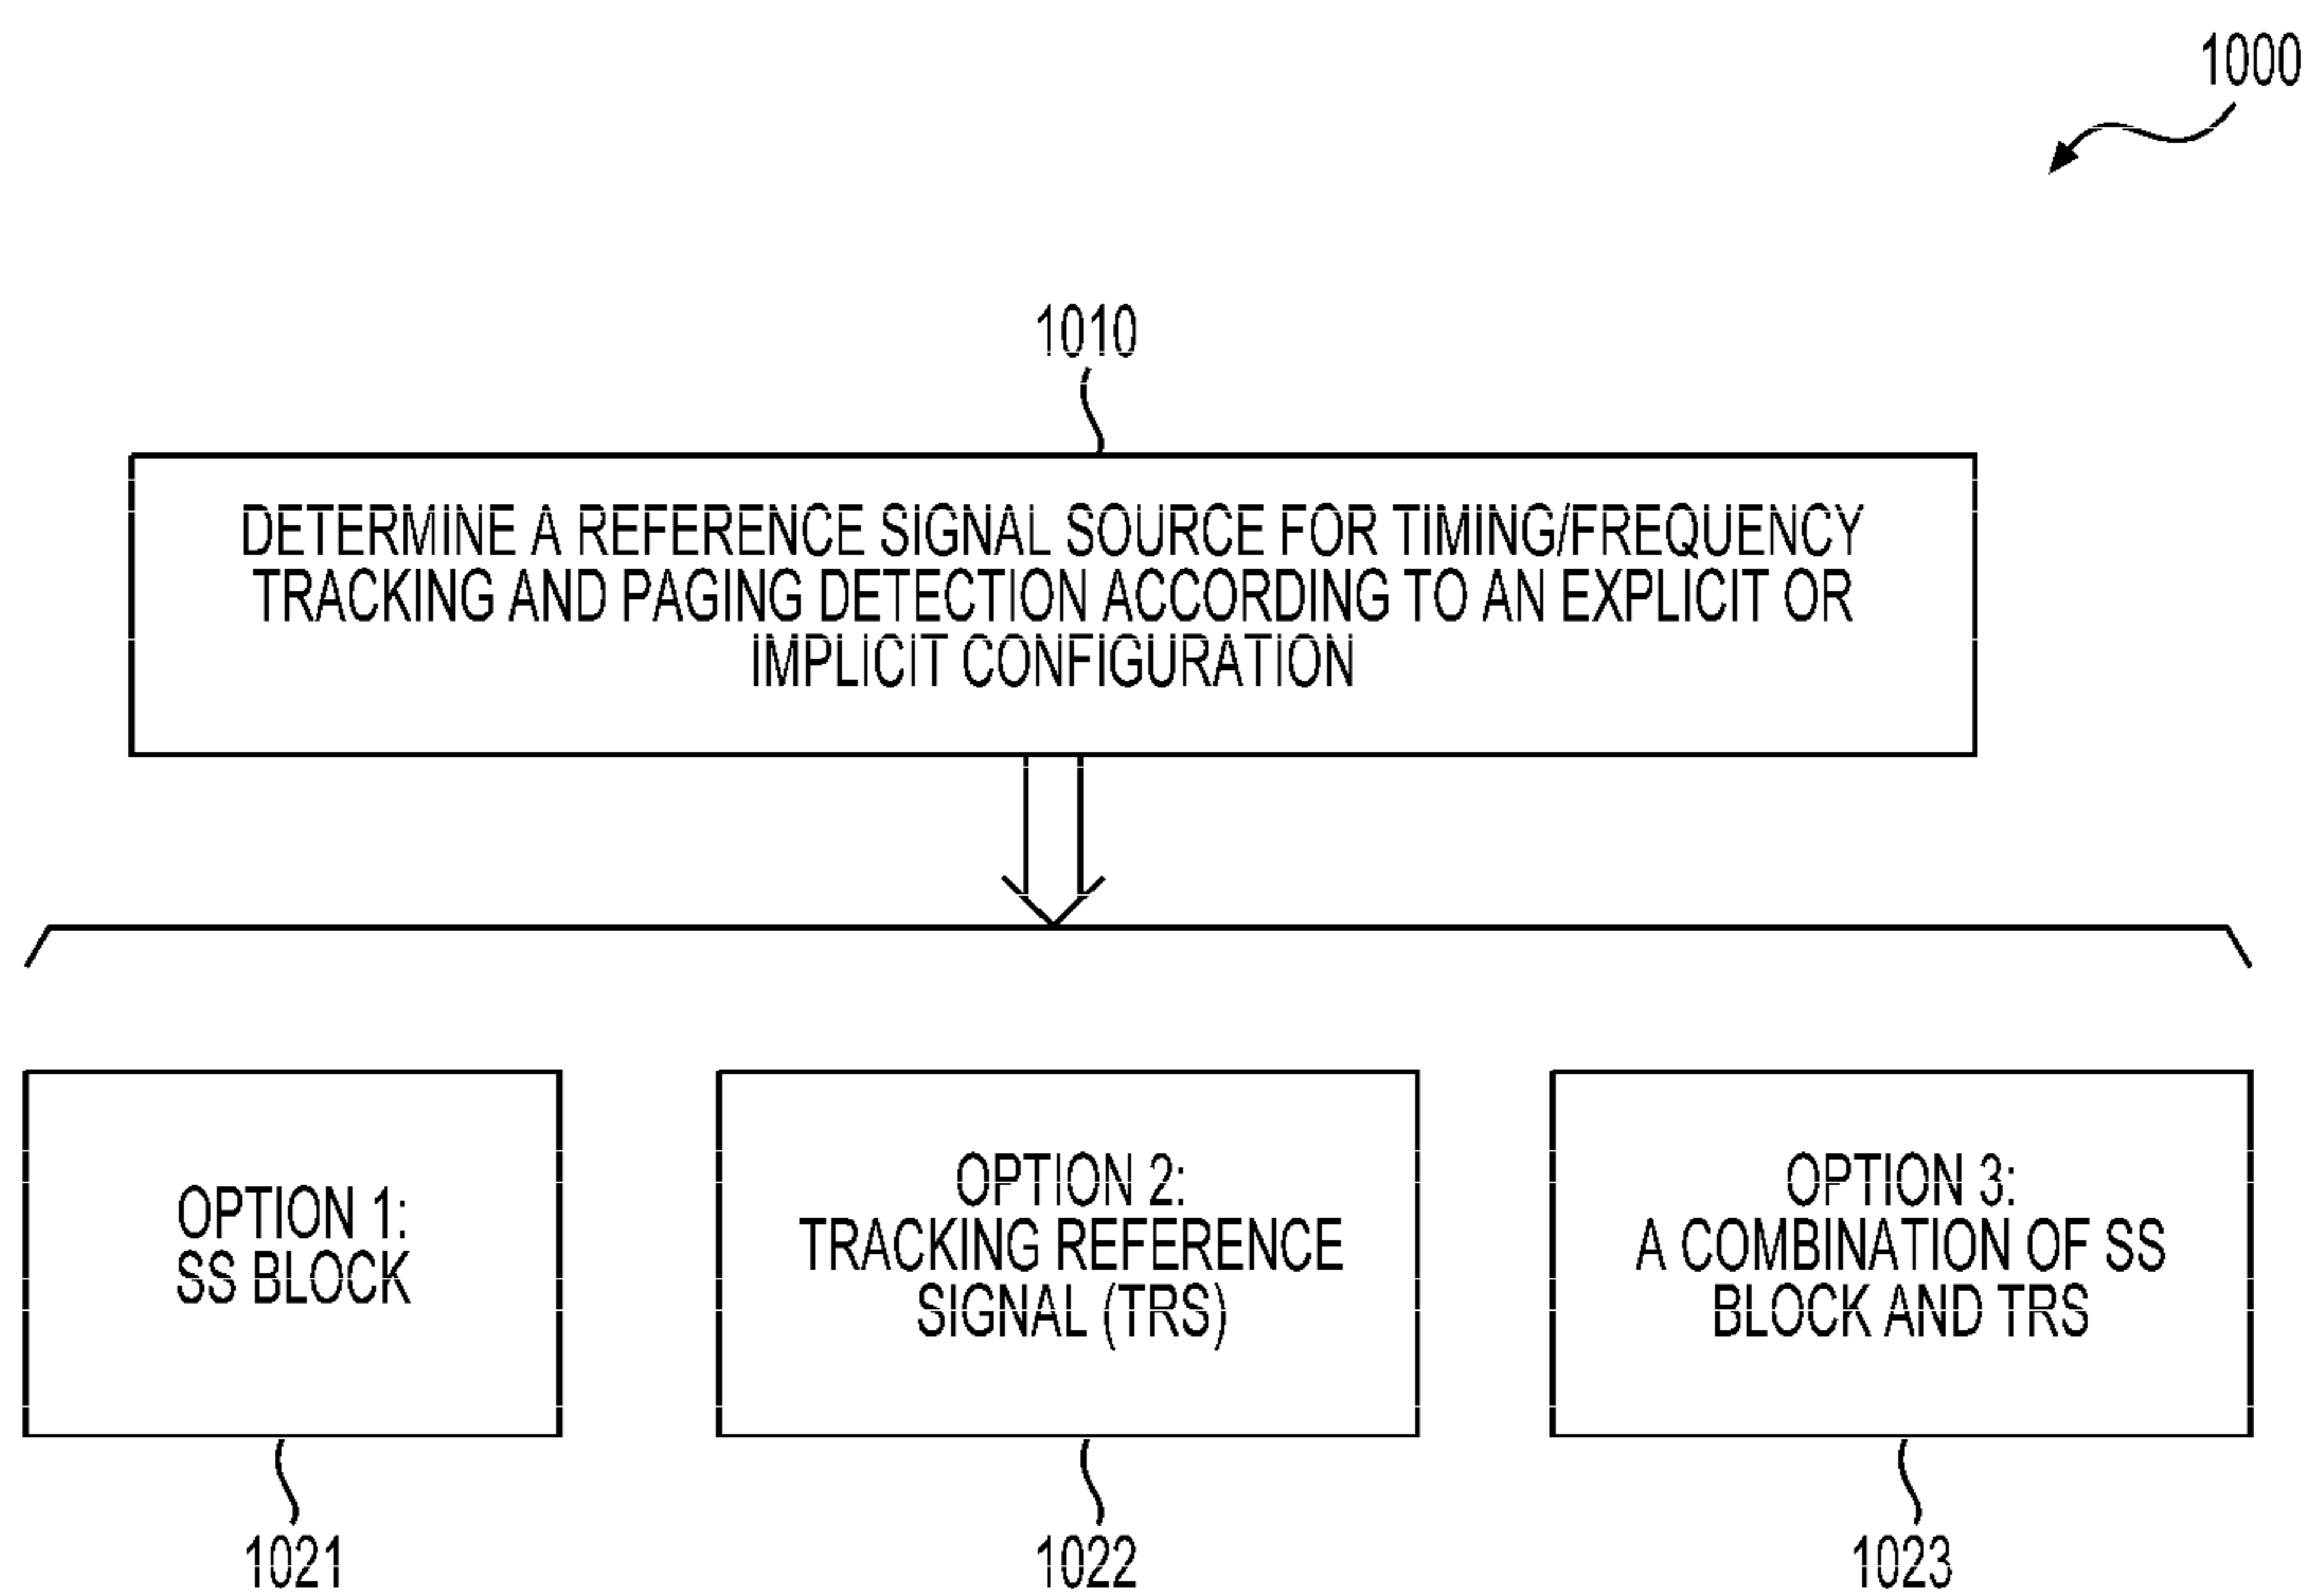 1000
1010
DETERMINE A REFERENCE SIGNAL SOURCE FOR TIMING/FREQUENCY
TRACKING AND PAGING DETECTION ACCORDING TO AN EXPLICIT OR
IMPLICIT CONFIGURATION
OPTION 1:
SS BLOCK
OPTION 2:
TRACKING REFERENCE
SIGNAL (TRS)
OPTION 3:
A COMBINATION OF SS
BLOCK AND TRS
1021
1022
1023